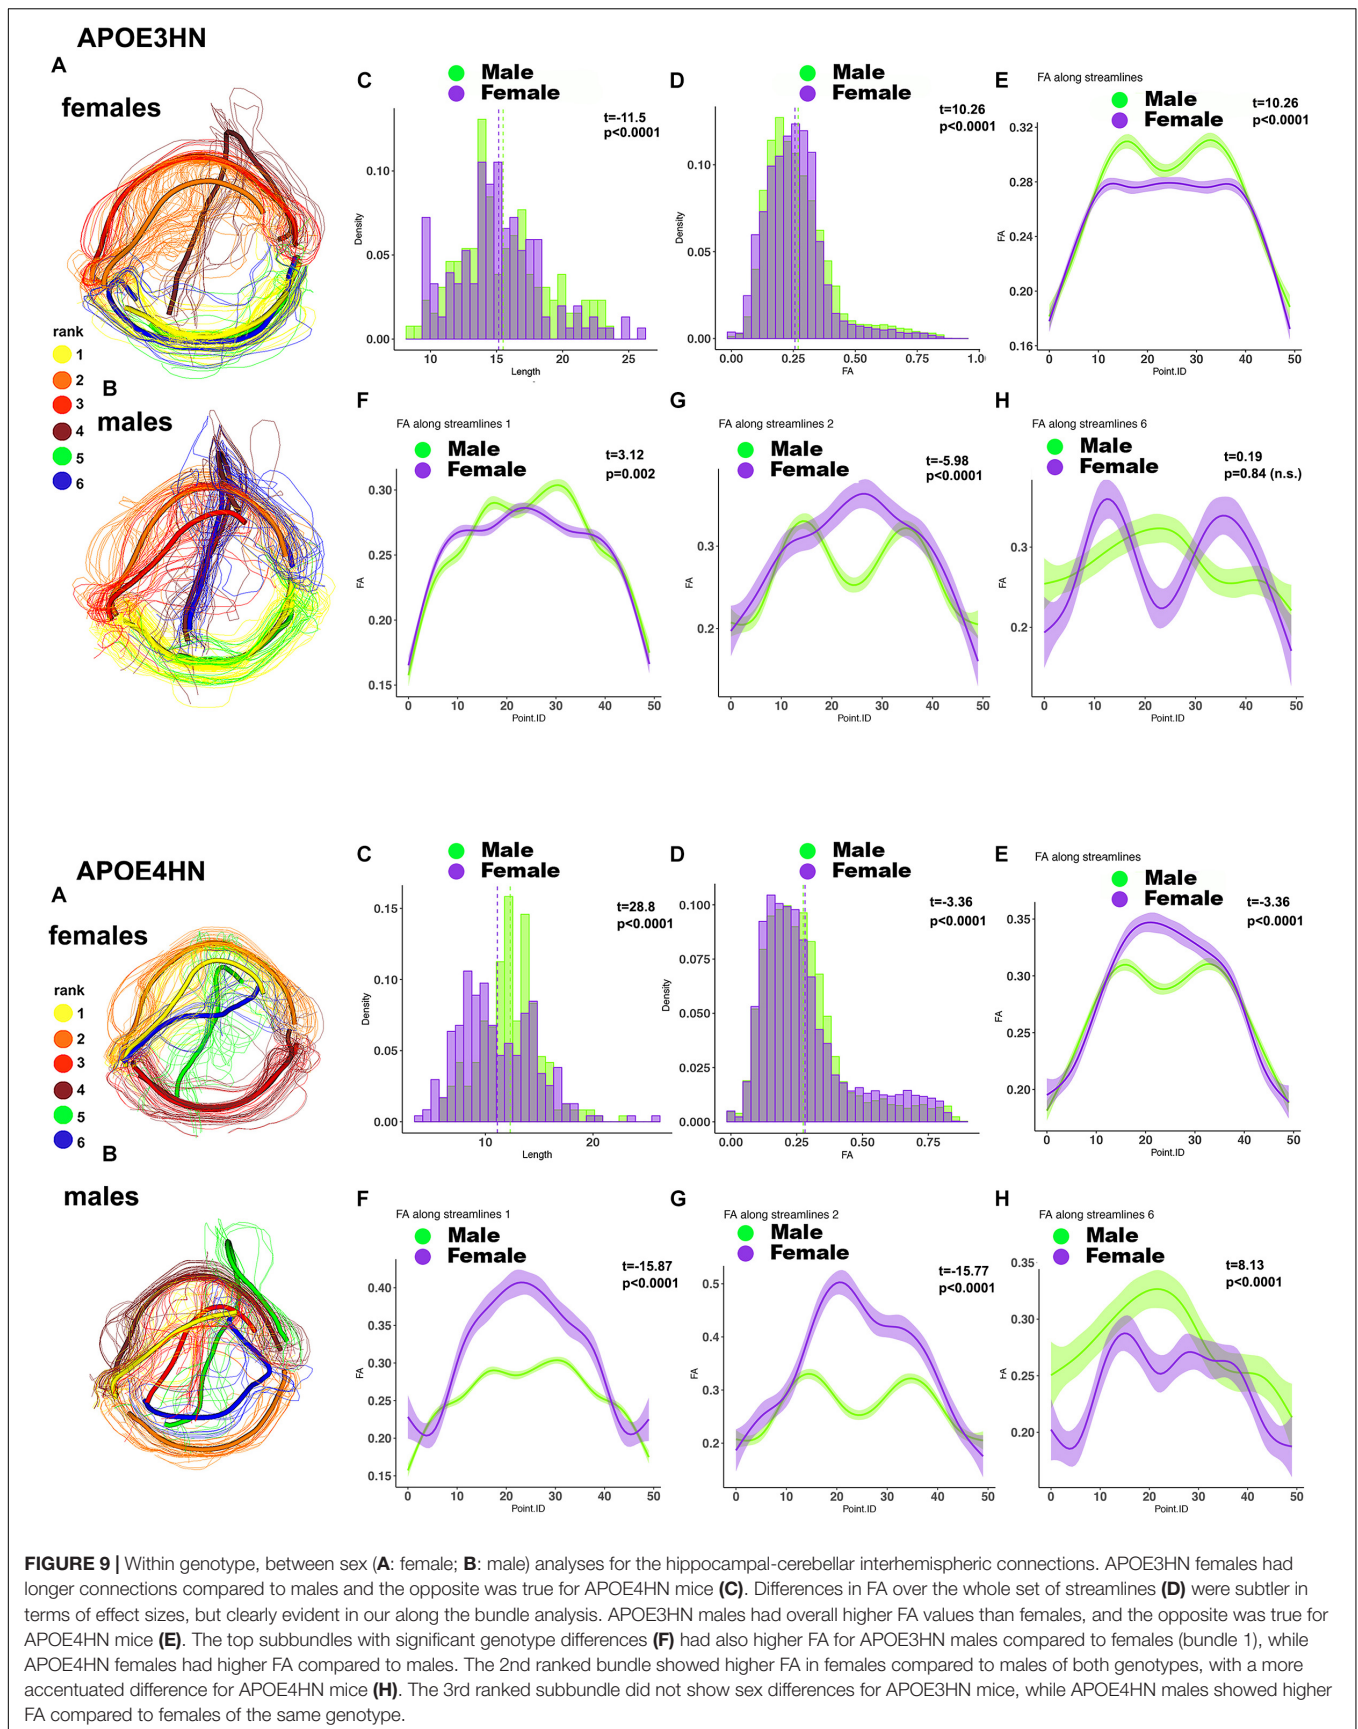 APOE3HN
A
females
rank
1
2
3
4
5
6
B
males
C
Male
Female
t=-11.5
p<0.0001
Density
0.10
0.05
0.00
10
15
20
25
Length
D
Male
Female
t=10.26
p<0.0001
Density
0.10
0.05
0.00
0.00
0.25
0.50
0.75
1.0
FA
E
FA along streamlines
Male
Female
t=10.26
p<0.0001
FA
0.32
0.28
0.24
0.20
0.16
0
10
20
30
40
50
Point.ID
F
FA along streamlines 1
Male
Female
t=3.12
p=0.002
FA
0.30
0.25
0.20
0.15
0
10
20
30
40
50
Point.ID
G
FA along streamlines 2
Male
Female
t=-5.98
p<0.0001
FA
0.3
0.2
0
10
20
30
40
50
Point.ID
H
FA along streamlines 6
Male
Female
t=0.19
p=0.84 (n.s.)
FA
0.3
0.2
0
10
20
30
40
50
Point.ID
APOE4HN
A
females
rank
1
2
3
4
5
6
B
males
C
Male
Female
t=28.8
p<0.0001
Density
0.15
0.10
0.05
0.00
10
20
Length
D
Male
Female
t=-3.36
p<0.0001
Density
0.100
0.075
0.050
0.025
0.000
0.00
0.25
0.50
0.75
FA
E
FA along streamlines
Male
Female
t=-3.36
p<0.0001
FA
0.35
0.30
0.25
0.20
0
10
20
30
40
50
Point.ID
F
FA along streamlines 1
Male
Female
t=-15.87
p<0.0001
FA
0.40
0.35
0.30
0.25
0.20
0.15
0
10
20
30
40
50
Point.ID
G
FA along streamlines 2
Male
Female
t=-15.77
p<0.0001
FA
0.5
0.4
0.3
0.2
0
10
20
30
40
50
Point.ID
H
FA along streamlines 6
Male
Female
t=8.13
p<0.0001
FA
0.35
0.30
0.25
0.20
0
10
20
30
40
50
Point.ID
FIGURE 9 | Within genotype, between sex (A: female; B: male) analyses for the hippocampal-cerebellar interhemispheric connections. APOE3HN females had
longer connections compared to males and the opposite was true for APOE4HN mice (C). Differences in FA over the whole set of streamlines (D) were subtler in
terms of effect sizes, but clearly evident in our along the bundle analysis. APOE3HN males had overall higher FA values than females, and the opposite was true for
APOE4HN mice (E). The top subbundles with significant genotype differences (F) had also higher FA for APOE3HN males compared to females (bundle 1), while
APOE4HN females had higher FA compared to males. The 2nd ranked bundle showed higher FA in females compared to males of both genotypes, with a more
accentuated difference for APOE4HN mice (H). The 3rd ranked subbundle did not show sex differences for APOE3HN mice, while APOE4HN males showed higher
FA compared to females of the same genotype.